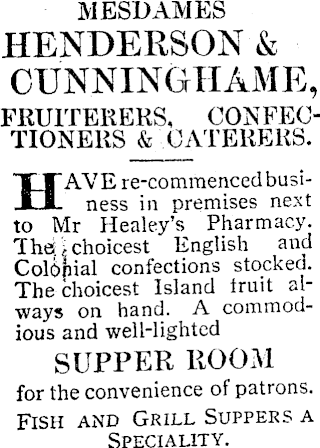 MESDAMES
HENDERSON &
CUNNINGHAME,
FRUITERERS, CONFEC-
TIONERS & CATERERS.
HAVE re-commenced busi-
ness in premises next
to Mr Healey's Pharmacy.
The choicest English and
Colonial confections stocked.
The choicest Island fruit al-
ways on hand. A commod-
ious and well-lighted
SUPPER ROOM
for the convenience of patrons.
FISH AND GRILL SUPPERS A
SPECIALITY.